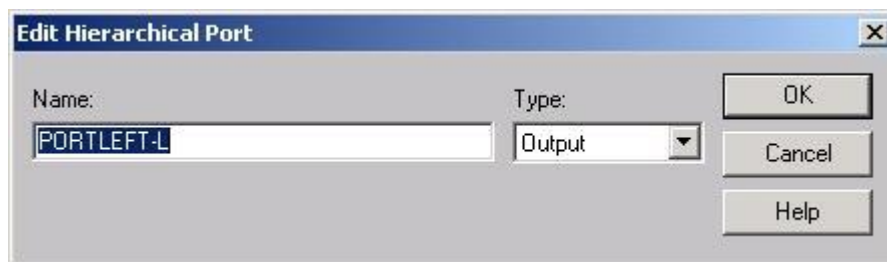 Edit Hierarchical Port
Name:
Type:
OK
PORTLEFT-L
Output
Cancel
Help